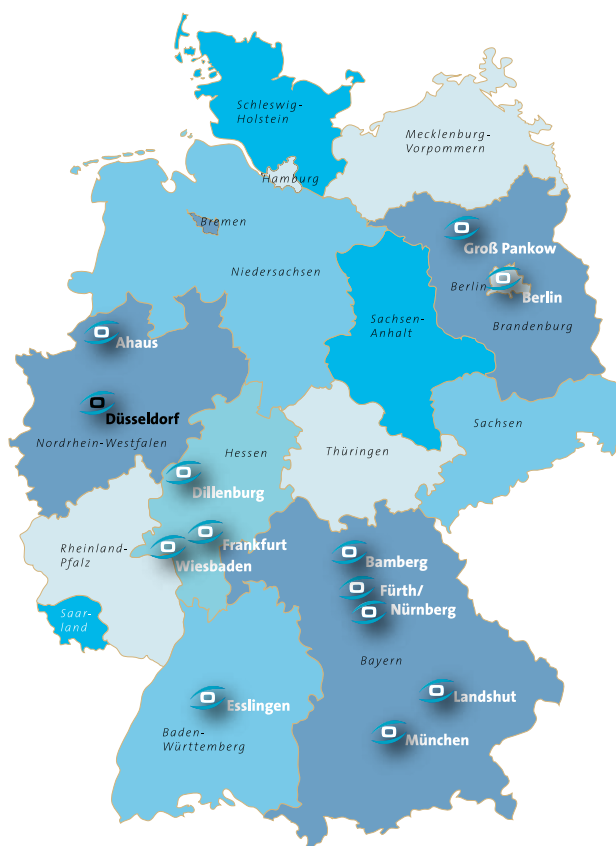 Schleswig-
Holstein
Mecklenburg-
Vorpommern
Hamburg
Bremen
Groß Pankow
Niedersachsen
Berlin
Berlin
Brandenburg
Sachsen-
Anhalt
Ahaus
Düsseldorf
Nordrhein-Westfalen
Sachsen
Hessen
Thüringen
Dillenburg
Frankfurt
Wiesbaden
Rheinland-
Pfalz
Bamberg
Fürth/
Nürnberg
Saar-
land
Bayern
Landshut
Esslingen
Baden-
Württemberg
München